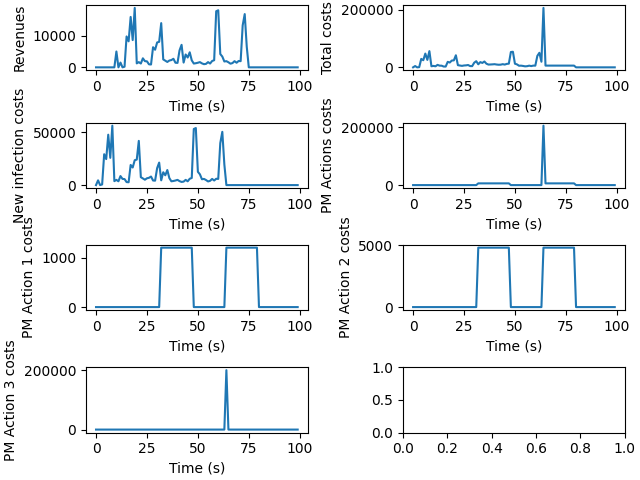 Revenues
10000
0
0 25 50 75 100
Time (s)
Total costs
200000
0
0 25 50 75 100
Time (s)
New infection costs
50000
0
0 25 50 75 100
Time (s)
PM Actions costs
200000
0
0 25 50 75 100
Time (s)
PM Action 1 costs
1000
0
0 25 50 75 100
Time (s)
PM Action 2 costs
5000
0
0 25 50 75 100
Time (s)
PM Action 3 costs
200000
0
0 25 50 75 100
Time (s)
1.0
0.5
0.0
0.0 0.2 0.4 0.6 0.8 1.0